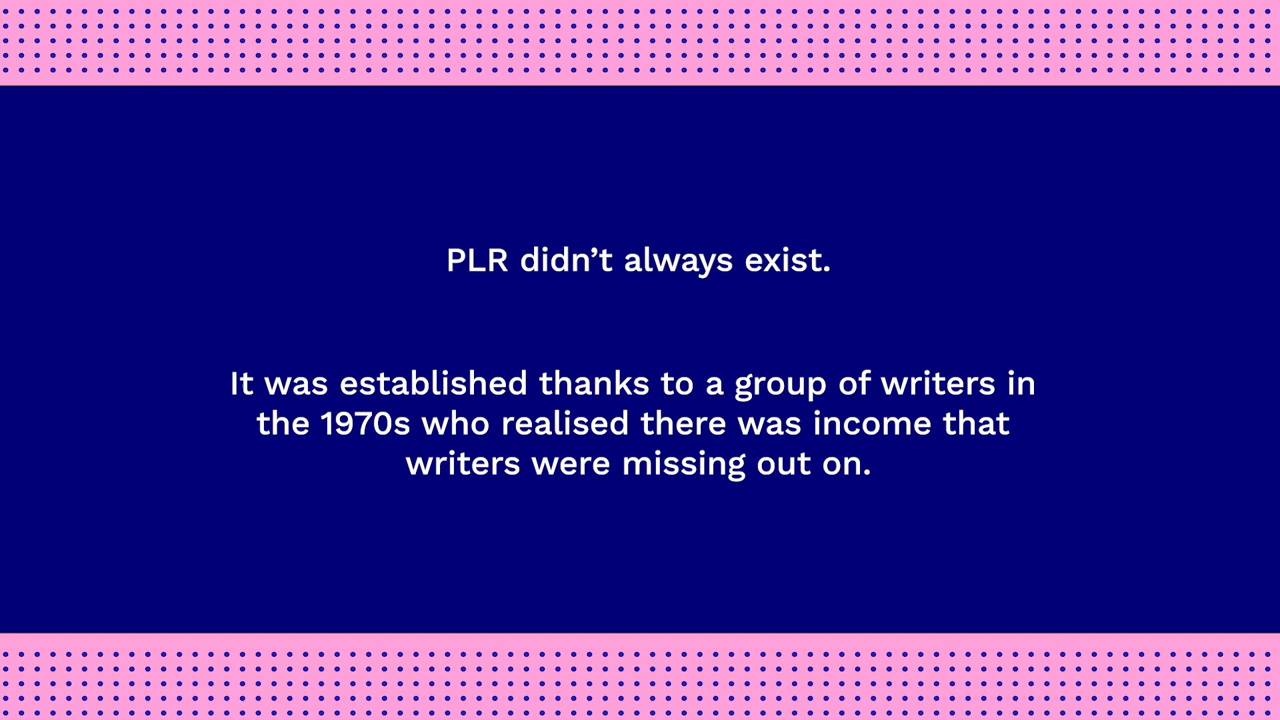 PLR didn’t always exist.
It was established thanks to a group of writers in
the 1970s who realised there was income that
writers were missing out on.